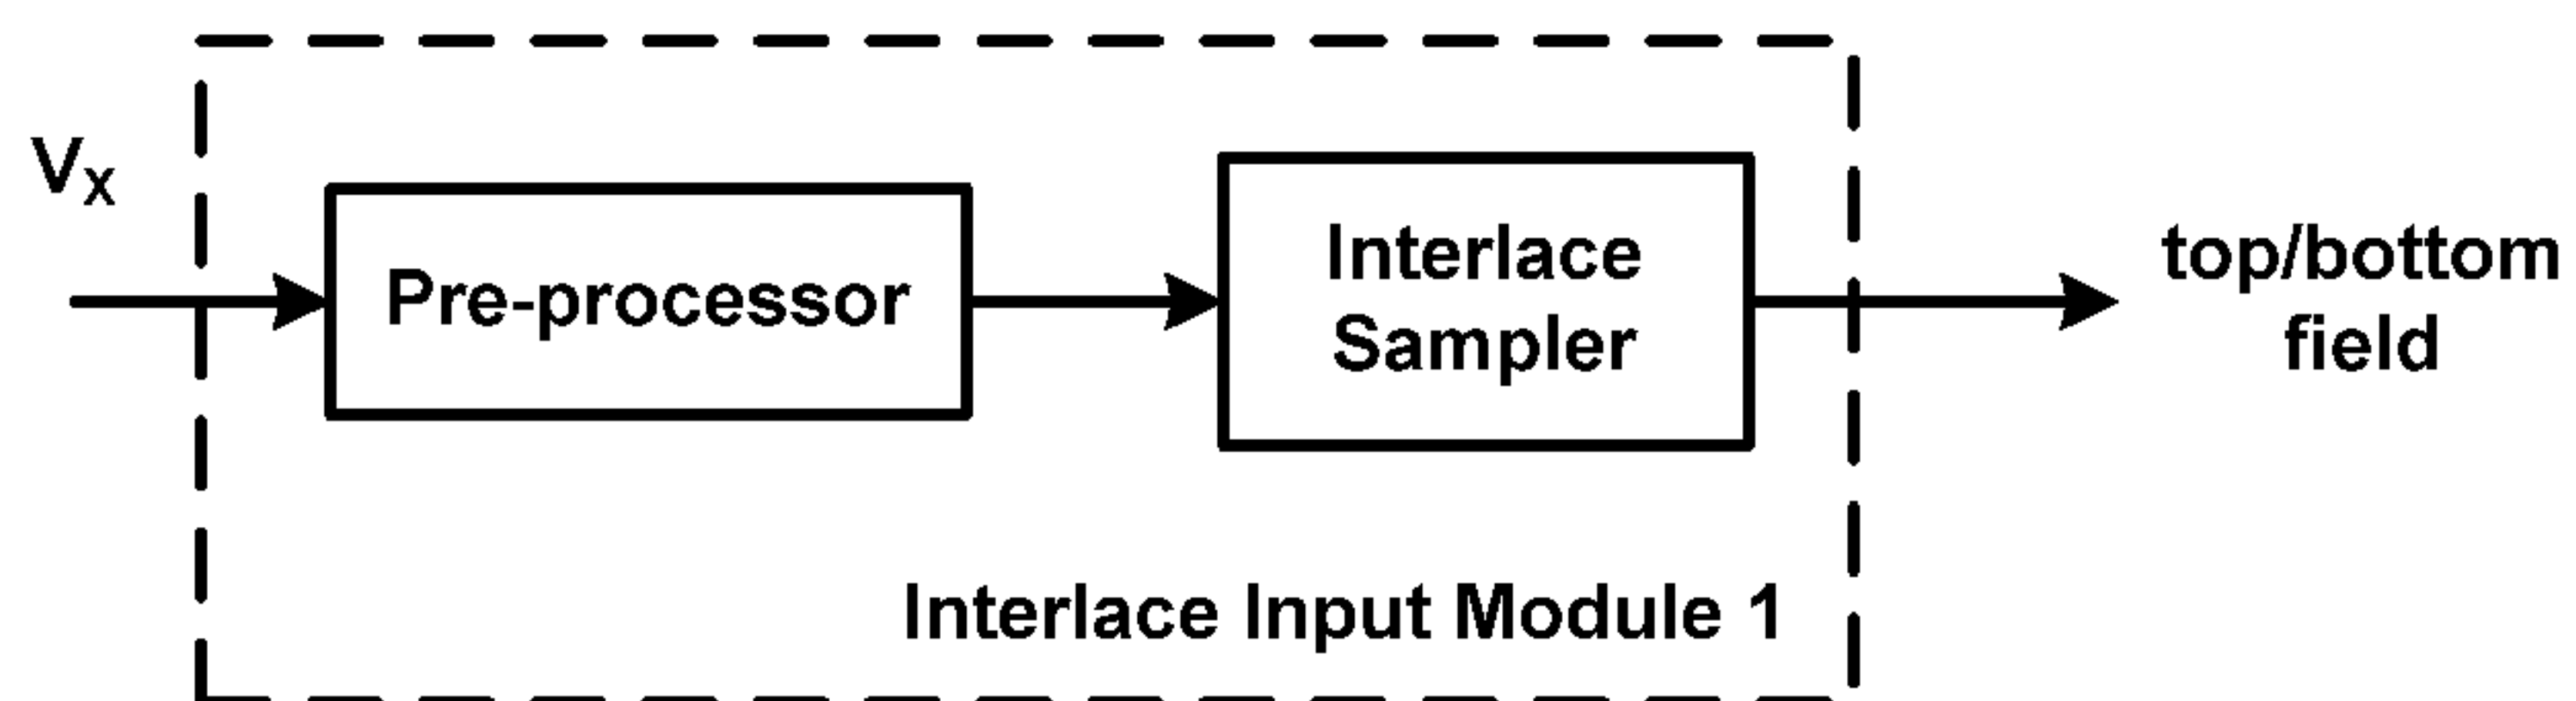 Vx
Pre-processor
Interlace
Sampler
top/bottom
field
Interlace Input Module 1